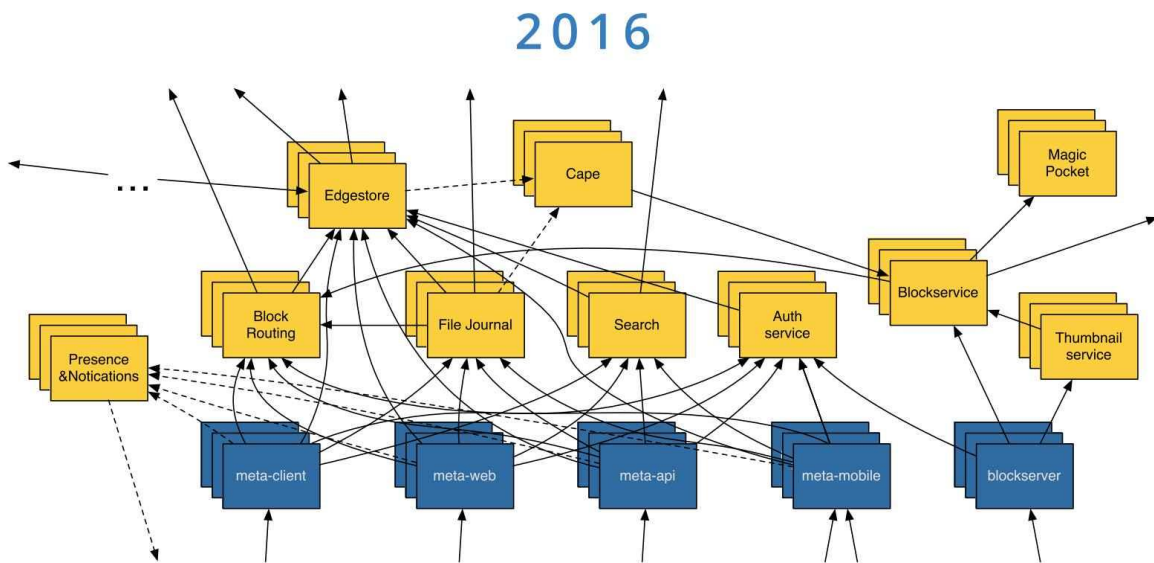 2016
Edgestore
Cape
Magic
Pocket
...
Blockservice
Block
Routing
File Journal
Search
Auth
service
Thumbnail
service
Presence
&Notications
meta-client
meta-web
meta-api
meta-mobile
blockserver